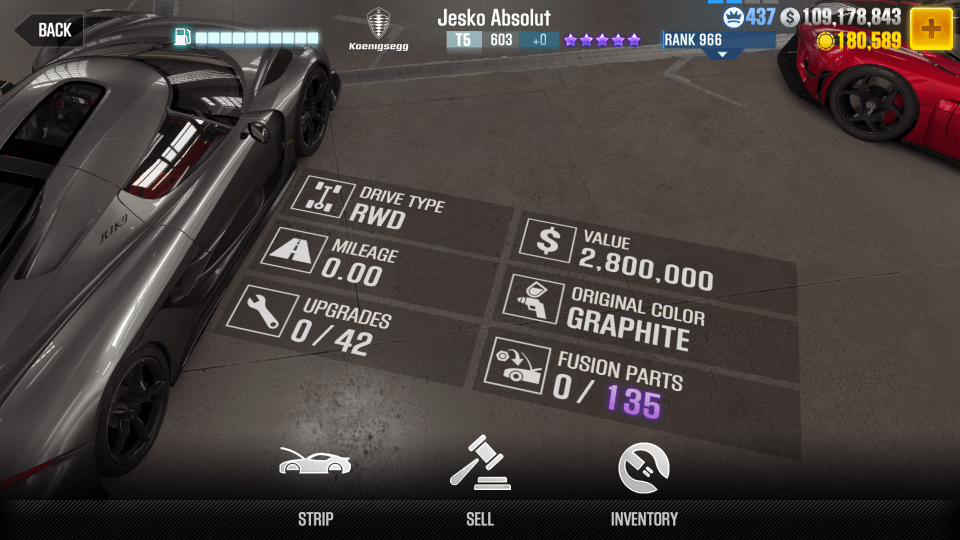 BACK
Koenigsegg
Jesko Absolut
T5 603 +0
RANK 966
437
109,178,843
180,589
DRIVE TYPE
RWD
MILEAGE
0.00
UPGRADES
0 / 42
VALUE
2,800,000
ORIGINAL COLOR
GRAPHITE
FUSION PARTS
0 / 135
STRIP
SELL
INVENTORY